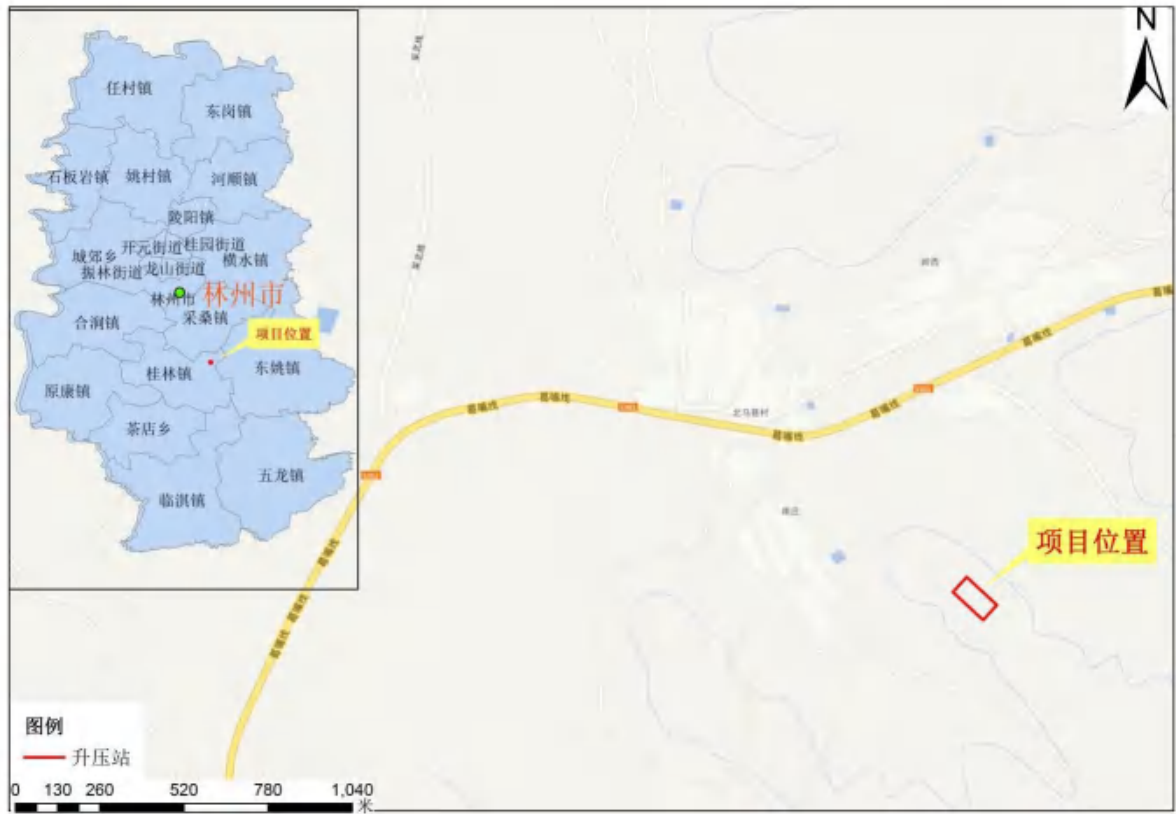 N
任村镇
东岗镇
石板岩镇
姚村镇
河顺镇
陵阳镇
城郊乡
开元街道
桂园街道
振林街道
龙山街道
横水镇
林州市
林州市
合涧镇
采桑镇
项目位置
桂林镇
东姚镇
原康镇
茶店乡
五龙镇
临淇镇
南庄
项目位置
图例
升压站
0 130 260 520 780 1,040
米